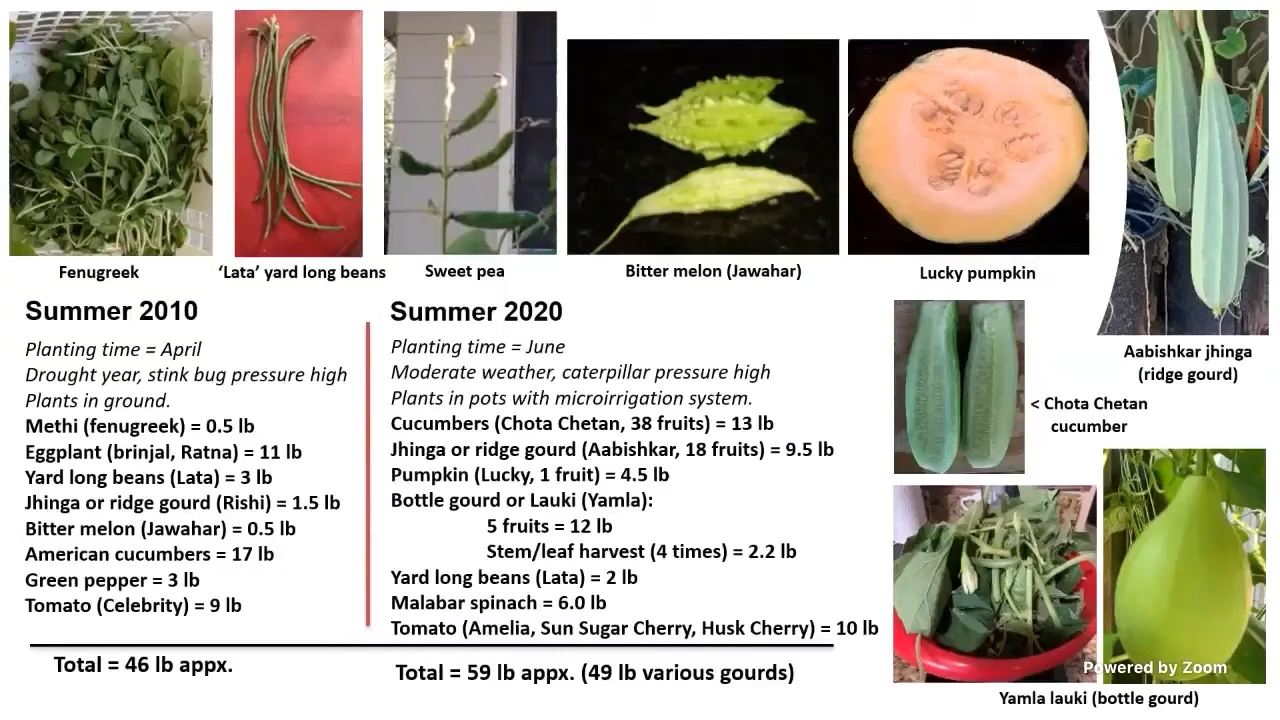 Fenugreek
‘Lata’ yard long beans
Sweet pea
Bitter melon (Jawahar)
Lucky pumpkin
Aabishkar jhinga
(ridge gourd)
Summer 2010
Planting time = April
Drought year, stink bug pressure high
Plants in ground.
Methi (fenugreek) = 0.5 lb
Eggplant (brinjal, Ratna) = 11 lb
Yard long beans (Lata) = 3 lb
Jhinga or ridge gourd (Rishi) = 1.5 lb
Bitter melon (Jawahar) = 0.5 lb
American cucumbers = 17 lb
Green pepper = 3 lb
Tomato (Celebrity) = 9 lb
Total = 46 lb appx.
Summer 2020
Planting time = June
Moderate weather, caterpillar pressure high
Plants in pots with microirrigation system.
Cucumbers (Chota Chetan, 38 fruits) = 13 lb
Jhinga or ridge gourd (Aabishkar, 18 fruits) = 9.5 lb
Pumpkin (Lucky, 1 fruit) = 4.5 lb
Bottle gourd or Lauki (Yamla):
5 fruits = 12 lb
Stem/leaf harvest (4 times) = 2.2 lb
Yard long beans (Lata) = 2 lb
Malabar spinach = 6.0 lb
Tomato (Amelia, Sun Sugar Cherry, Husk Cherry) = 10 lb
Total = 59 lb appx. (49 lb various gourds)
< Chota Chetan
cucumber
Powered by Zoom
Yamla lauki (bottle gourd)